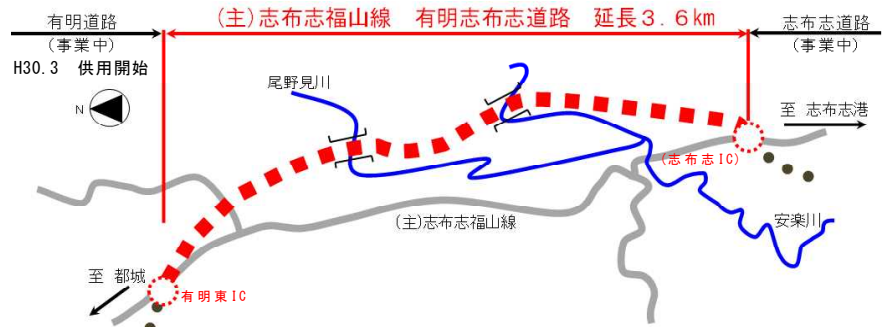 有明道路
(事業中)
H30.3 供用開始
(主)志布志福山線 有明志布志道路 延長3.6km
志布志道路
(事業中)
N
尾野見川
至 志布志港
(志布志IC)
(主)志布志福山線
安楽川
至 都城
有明東IC